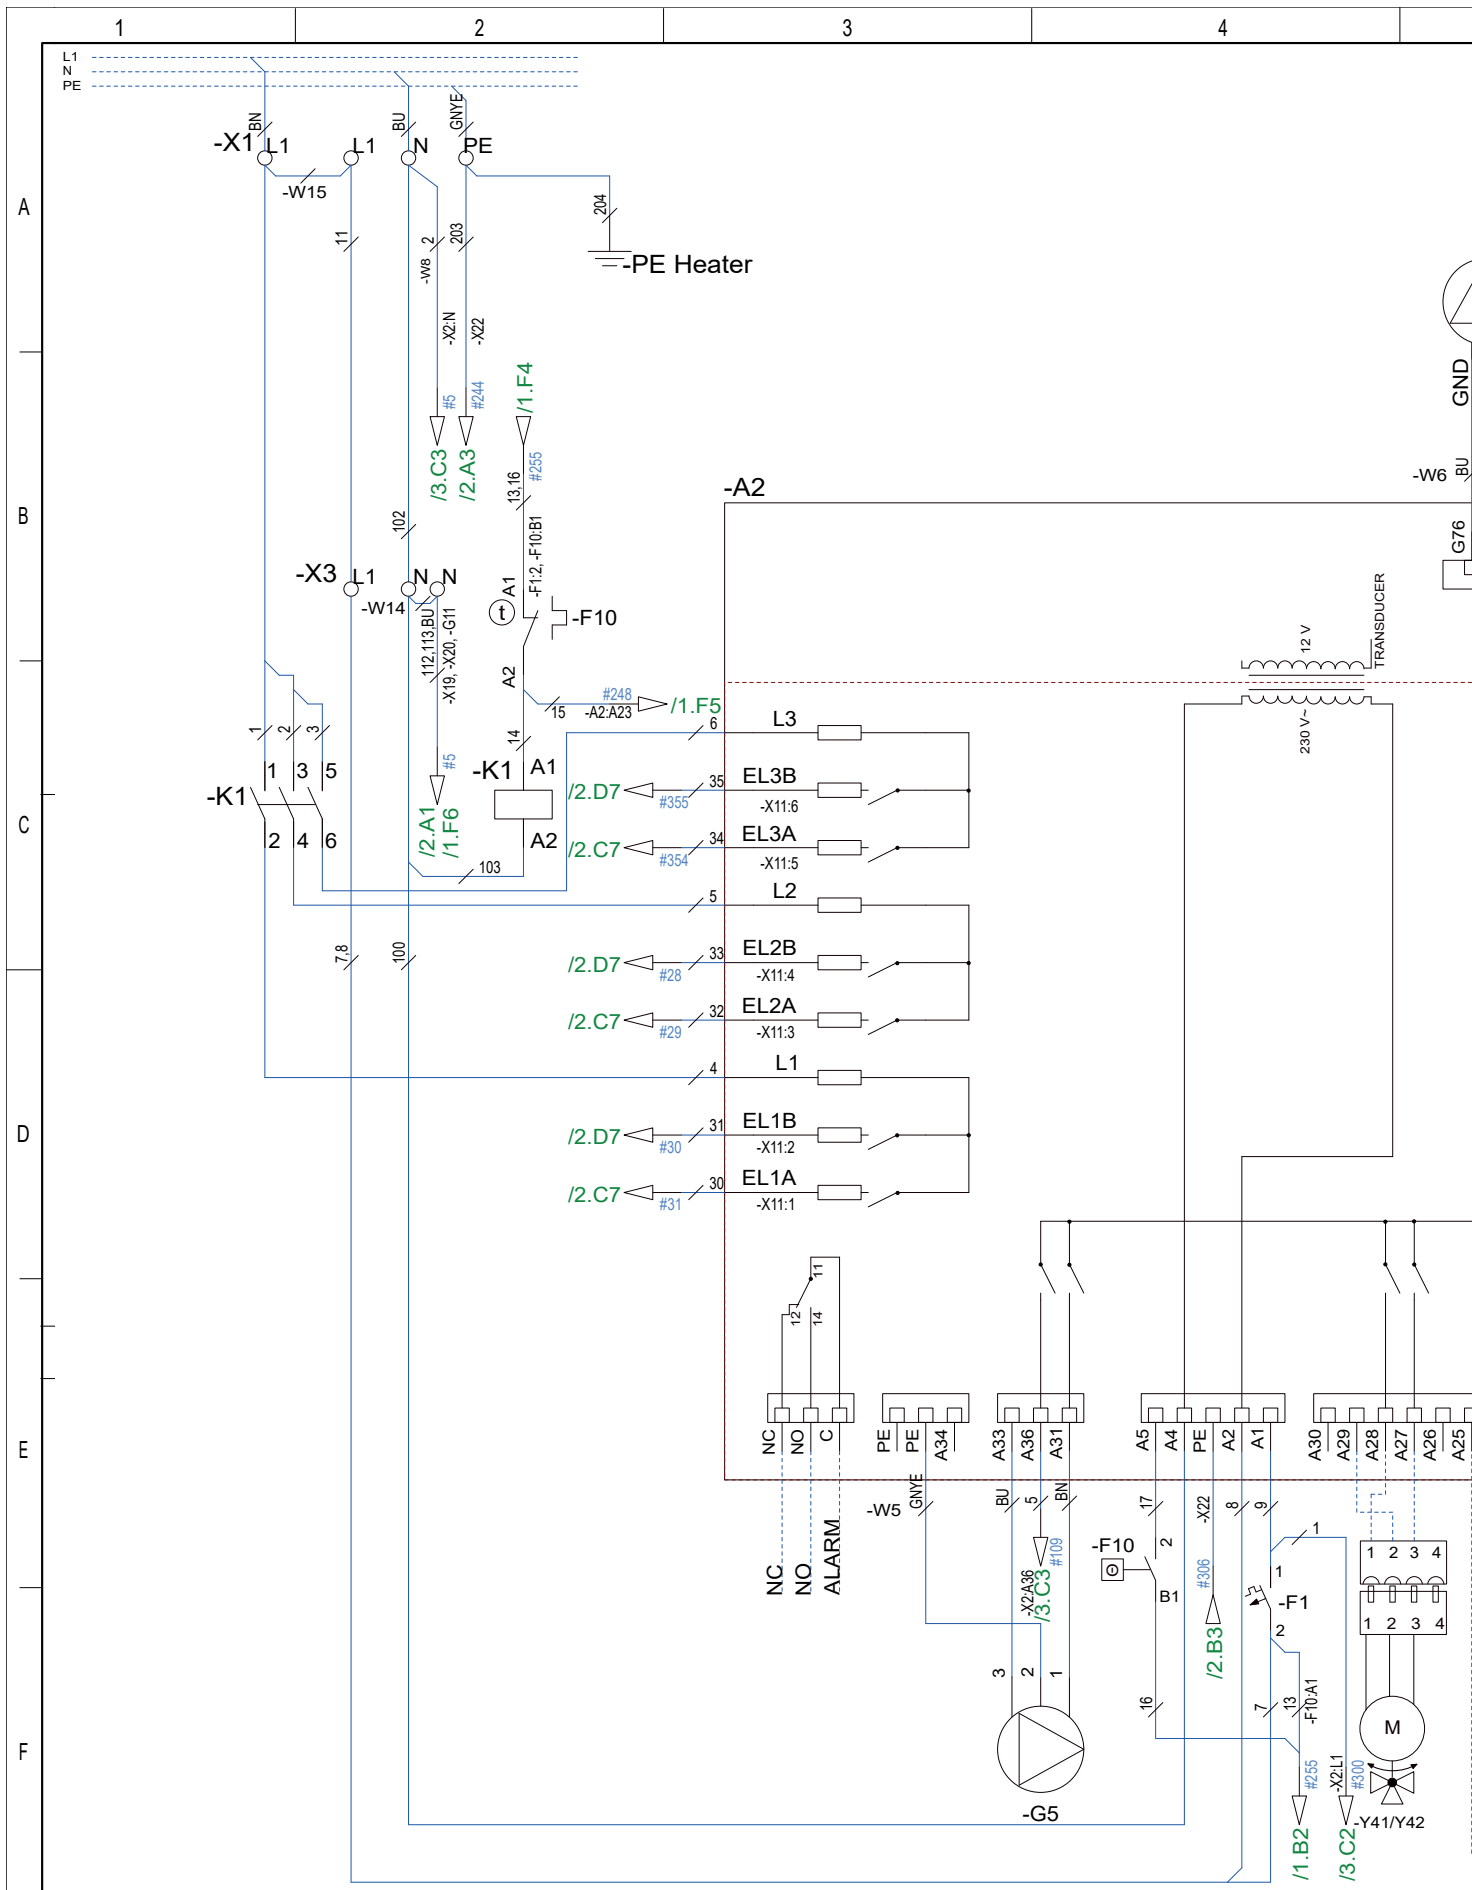 1 2 3 4
L1
N
PE
BN BU GNYE
-X1 L1 L1 N PE
-W15
204
A
11 2 203
-W8
-PE Heater
-X2:N -X22
#5 #244 /1.F4
GND
/3.C3 /2.A3 #255
13,16
-W6 BU
-A2
B
102
-F1:2, -F10:B1
G76
-X3 L1 N N
-W14
A1
t
-F10
112,113,BU
-X19, -X20, -G11
12 V
TRANSDUCER
A2
#248
15 -A2:A23 /1.F5
230 V~
1 2 3
14
6 L3
#5
-K1 A1
1 3 5
-K1
/2.D7 #355 35 EL3B
-X11:6
C
2 4 6
/2.A1
/1.F6
A2
/2.C7 #354 34 EL3A
-X11:5
103
5 L2
7,8 100
/2.D7 #28 33 EL2B
-X11:4
/2.C7 #29 32 EL2A
-X11:3
4 L1
D
/2.D7 #30 31 EL1B
-X11:2
/2.C7 #31 30 EL1A
-X11:1
11
12 14
E
NC NO C PE PE A34 A33 A36 A31 A5 A4 PE A2 A1 A30 A29 A28 A27 A26 A25
-W5 GNYE BU 5 BN 17 -X22 8 9 1
NC NO ALARM
-X2:A36 #109
/3.C3
-F10 2
B1
#306
/2.B3
1
-F1
2
1 2 3 4
1 2 3 4
3 2 1
16 7 13 -F10:A1
M
F
-G5
#255 -X2:L1 #300
/1.B2 /3.C2
-Y41/Y42